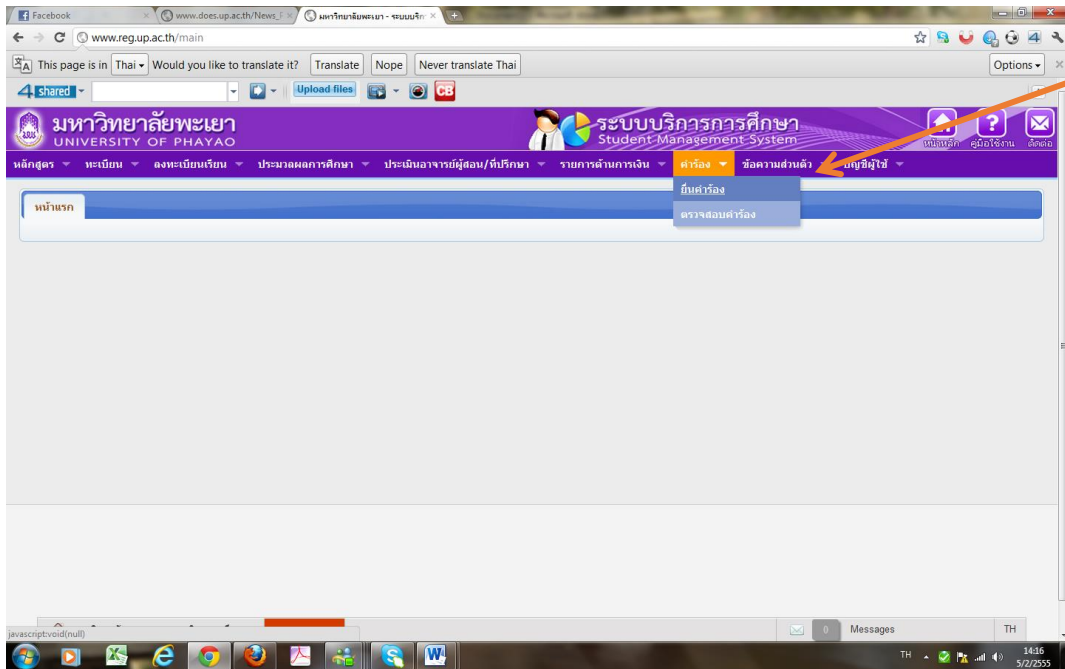 Facebook
www.does.up.ac.th/News_
มหาวิทยาลัยพะเยา - ระบบบริก
www.reg.up.ac.th/main
This page is in Thai Would you like to translate it? Translate Nope Never translate Thai Options
4 shared Upload files CB
มหาวิทยาลัยพะเยา
UNIVERSITY OF PHAYAO
ระบบบริการการศึกษา
Student Management System
หน้าหลัก คู่มือใช้งาน ติดต่อ
หลักสูตร ทะเบียน ลงทะเบียนเรียน ประมวลผลการศึกษา ประเมินอาจารย์ผู้สอน/ที่ปรึกษา รายการด้านการเงิน คำร้อง ข้อความส่วนตัว บัญชีผู้ใช้
ยื่นคำร้อง
ตรวจสอบคำร้อง
หน้าแรก
javascript:void(null)
0 Messages TH
TH 14:16
5/2/2555